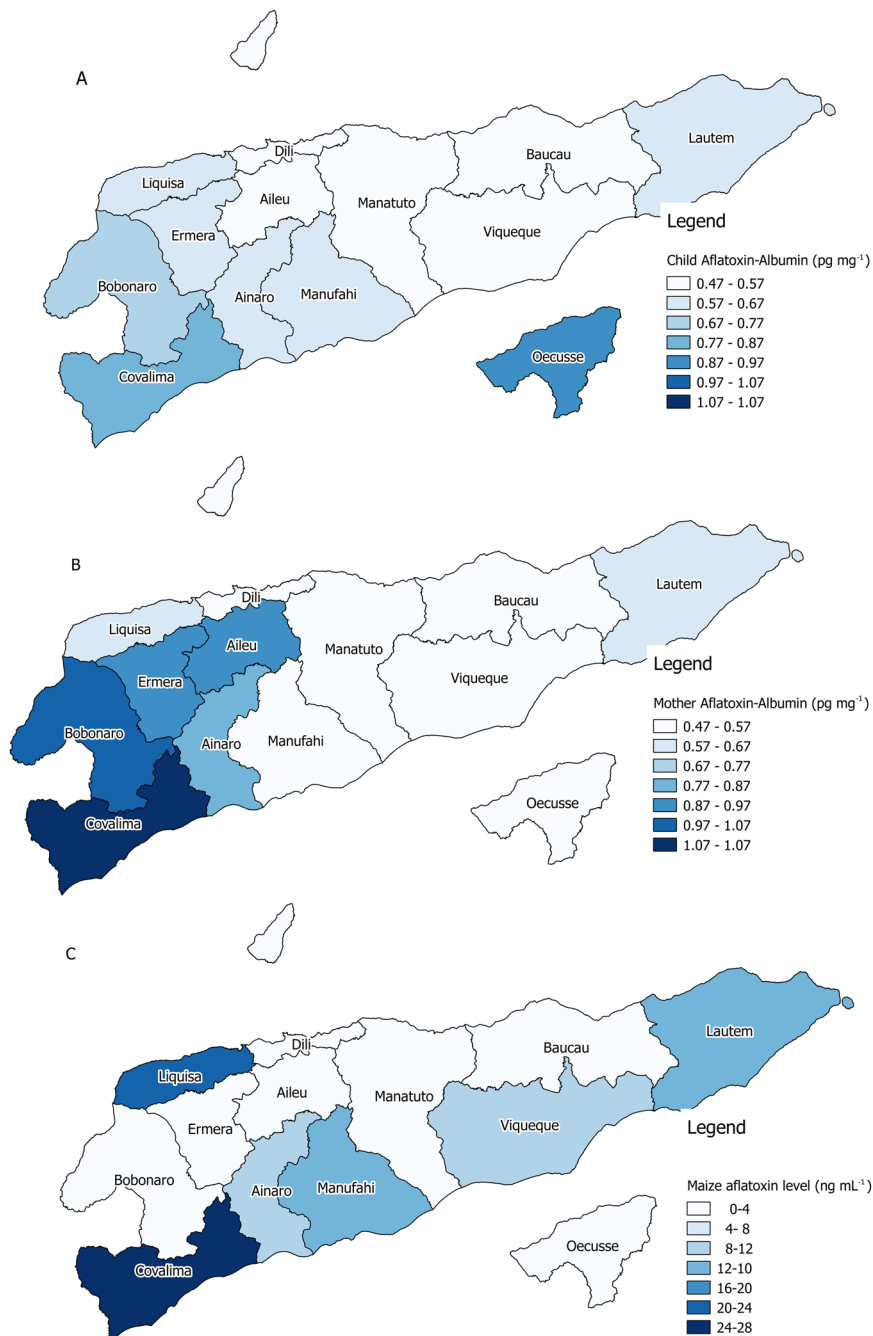 A
Dili
Baucau
Lautem
Liquisa
Aileu
Manatuto
Ermera
Viqueque
Legend
Child Aflatoxin-Albumin (pg mg⁻¹)
Bobonaro
Ainaro
Manufahi
0.47 - 0.57
0.57 - 0.67
0.67 - 0.77
0.77 - 0.87
0.87 - 0.97
0.97 - 1.07
1.07 - 1.07
Oecusse
Covalima
B
Dili
Baucau
Lautem
Liquisa
Aileu
Manatuto
Ermera
Viqueque
Legend
Mother Aflatoxin-Albumin (pg mg⁻¹)
Bobonaro
Ainaro
Manufahi
0.47 - 0.57
0.57 - 0.67
0.67 - 0.77
0.77 - 0.87
0.87 - 0.97
0.97 - 1.07
1.07 - 1.07
Oecusse
Covalima
C
Dili
Baucau
Lautem
Liquisa
Aileu
Manatuto
Ermera
Viqueque
Legend
Maize aflatoxin level (ng mL⁻¹)
Bobonaro
Ainaro
Manufahi
0-4
4- 8
8-12
12-10
16-20
20-24
24-28
Oecusse
Covalima